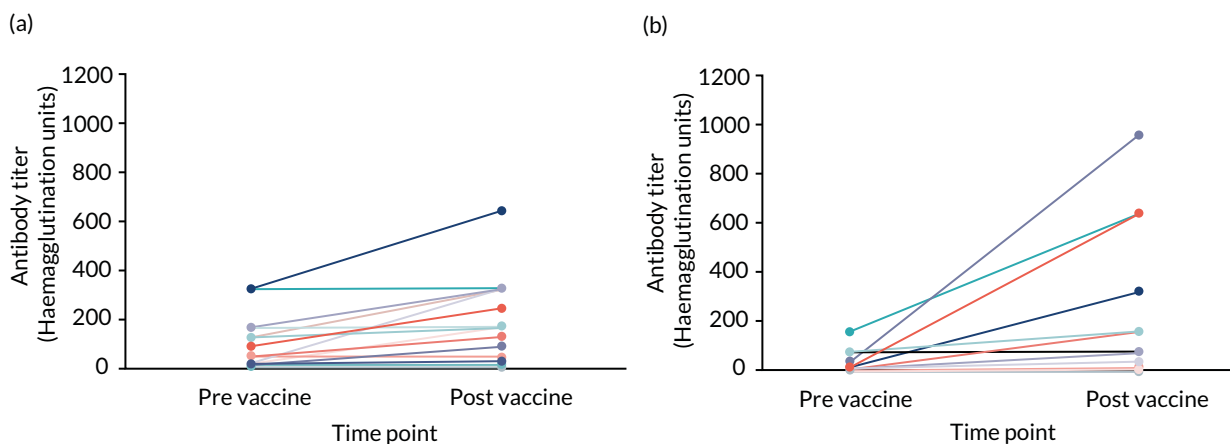 (a)
Antibody titer
(Haemagglutination units)
1200
1000
800
600
400
200
0
Pre vaccine
Post vaccine
Time point
(b)
Antibody titer
(Haemagglutination units)
1200
1000
800
600
400
200
0
Pre vaccine
Post vaccine
Time point